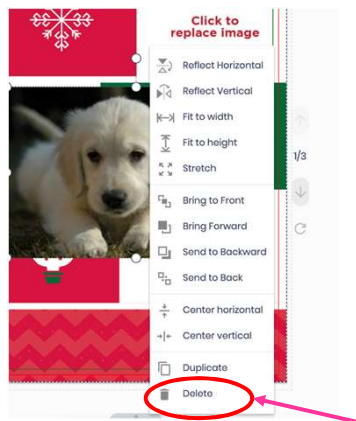 Click to
replace image
Reflect Horizontal
Reflect Vertical
Fit to width
Fit to height
Stretch
1/3
Bring to Front
Bring Forward
Send to Backward
Send to Back
Center horizontal
Center vertical
Duplicate
Delete